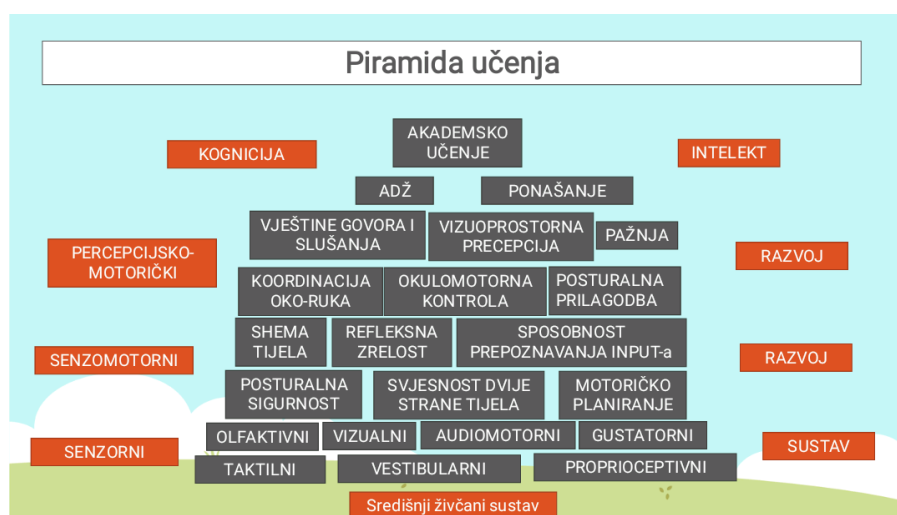 Piramida učenja
AKADEMSKO
UČENJE
KOGNICIJA
INTELEKT
ADŽ
PONAŠANJE
VJEŠTINE GOVORA I
SLUŠANJA
VIZUOPROSTORNA
PRECEPCIJA
PAŽNJA
PERCEPCIJSKO-
MOTORIČKI
RAZVOJ
KOORDINACIJA
OKO-RUKA
OKULOMOTORNA
KONTROLA
POSTURALNA
PRILAGODBA
SHEMA
TIJELA
REFLEKSNA
ZRELOST
SPOSOBNOST
PREPOZNAVANJA INPUT-a
SENZOMOTORNI
RAZVOJ
POSTURALNA
SIGURNOST
SVJESNOST DVIJE
STRANE TIJELA
MOTORIČKO
PLANIRANJE
OLFAKTIVNI
VIZUALNI
AUDIOMOTORNI
GUSTATORNI
SENZORNI
SUSTAV
TAKTILNI
VESTIBULARNI
PROPRIOCEPTIVNI
Središnji živčani sustav